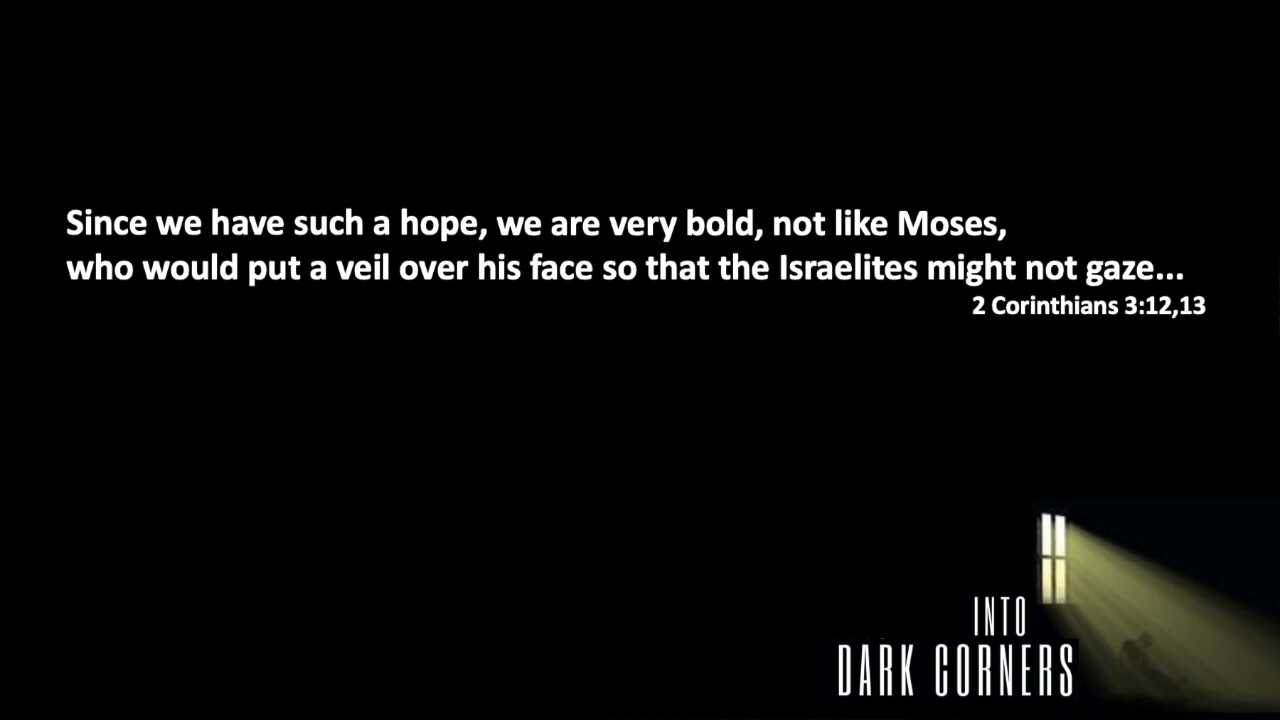 Since we have such a hope, we are very bold, not like Moses,
who would put a veil over his face so that the Israelites might not gaze...
2 Corinthians 3:12,13
INTO
DARK CORNERS